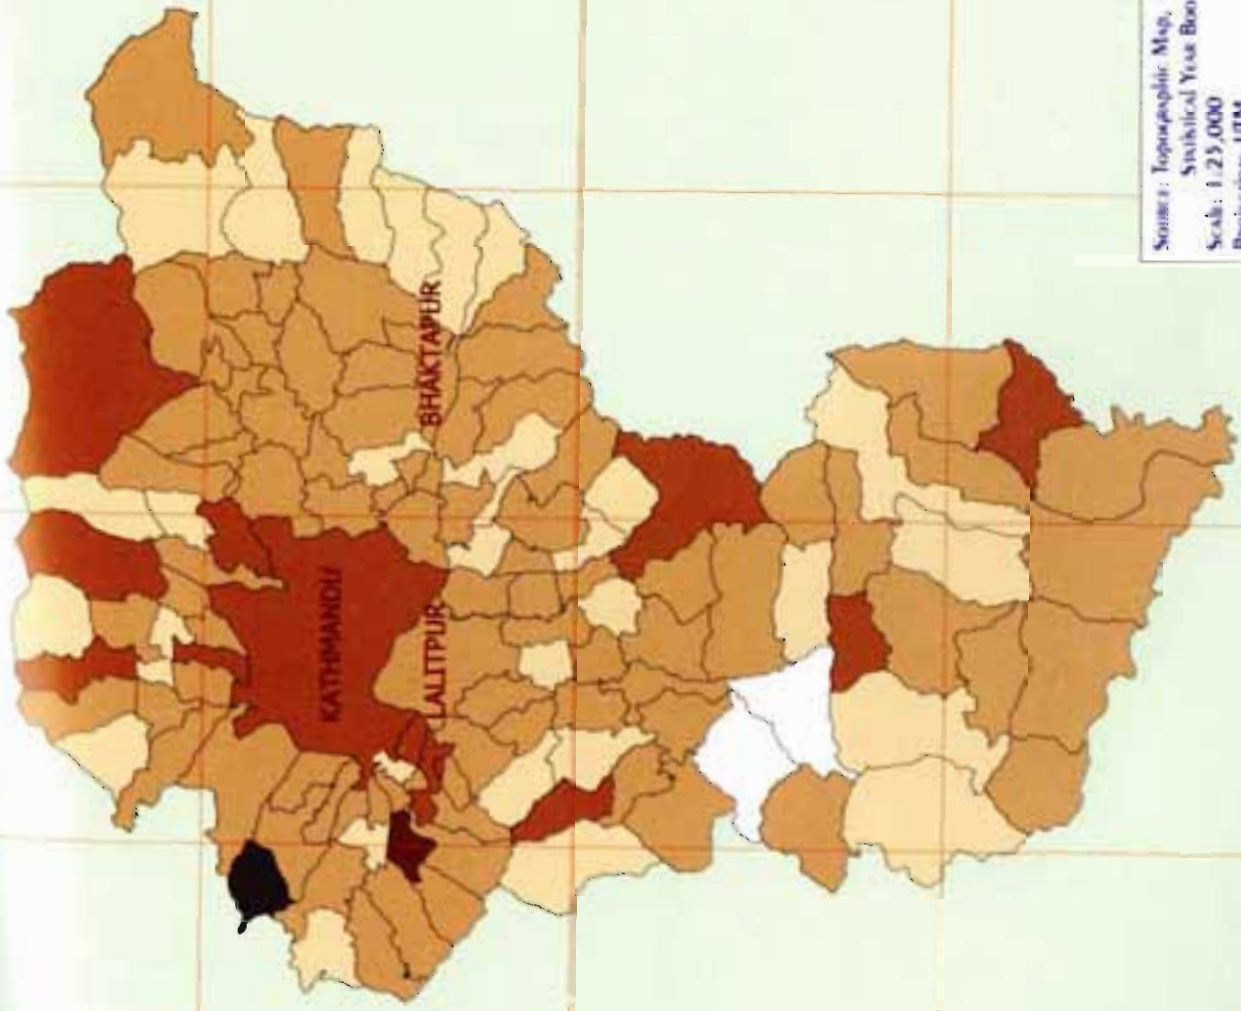 BHAKTAPUR
KATHMANDU
LALITPUR
Source: Topographic Map,
Statistical Year Boo
Scale: 1:25,000